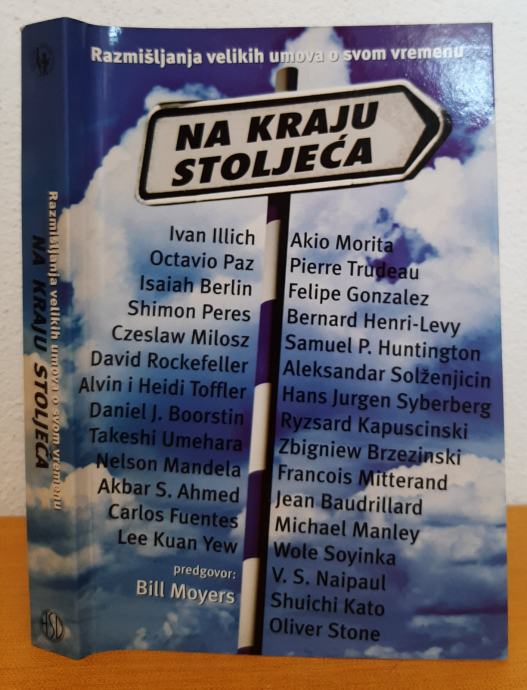 Razmišljanja velikih umova o svom vremenu
NA KRAJU
STOLJEĆA
Ivan Illich
Octavio Paz
Isaiah Berlin
Shimon Peres
Czeslaw Milosz
David Rockefeller
Alvin i Heidi Toffler
Daniel J. Boorstin
Takeshi Umehara
Nelson Mandela
Akbar S. Ahmed
Carlos Fuentes
Lee Kuan Yew
predgovor:
Bill Moyers
Akio Morita
Pierre Trudeau
Felipe Gonzalez
Bernard Henri-Levy
Samuel P. Huntington
Aleksandar Solženjicin
Hans Jurgen Syberberg
Ryzsard Kapuscinski
Zbigniew Brzezinski
Francois Mitterand
Jean Baudrillard
Michael Manley
Wole Soyinka
V. S. Naipaul
Shuichi Kato
Oliver Stone
Razmišljanja velikih umova o svom vremenu
NA KRAJU STOLJEĆA
HSD